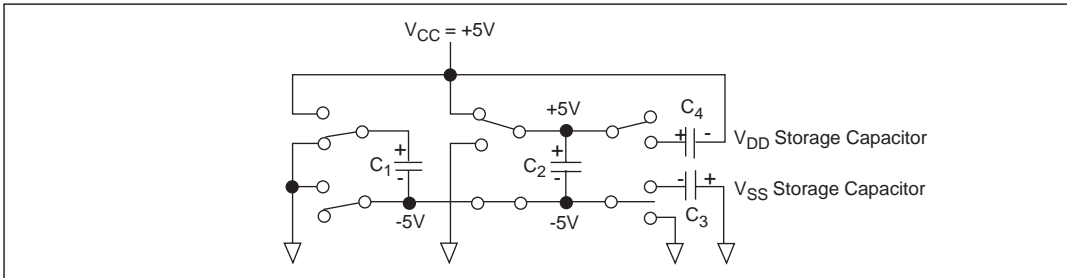 VCC = +5V
+5V
C4
+ -
VDD Storage Capacitor
+
C1
-
+
C2
-
- +
VSS Storage Capacitor
C3
-5V
-5V